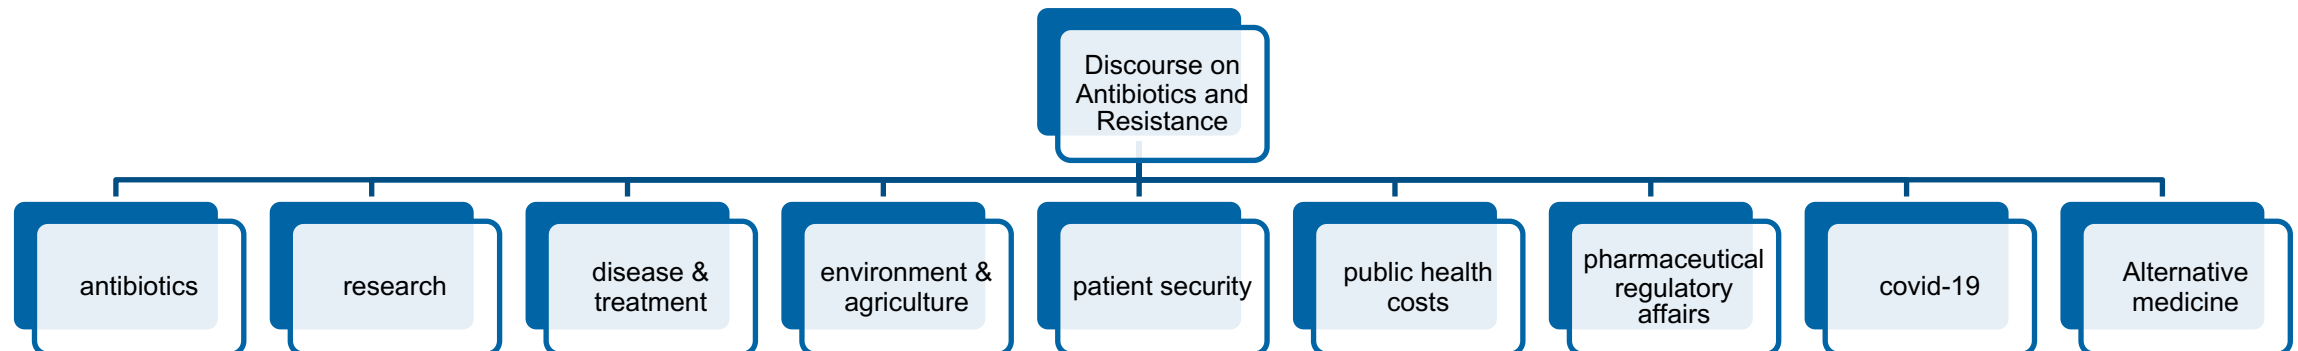 Discourse on
Antibiotics and
Resistance
antibiotics
research
disease &
treatment
environment &
agriculture
patient security
public health
costs
pharmaceutical
regulatory
affairs
covid-19
Alternative
medicine